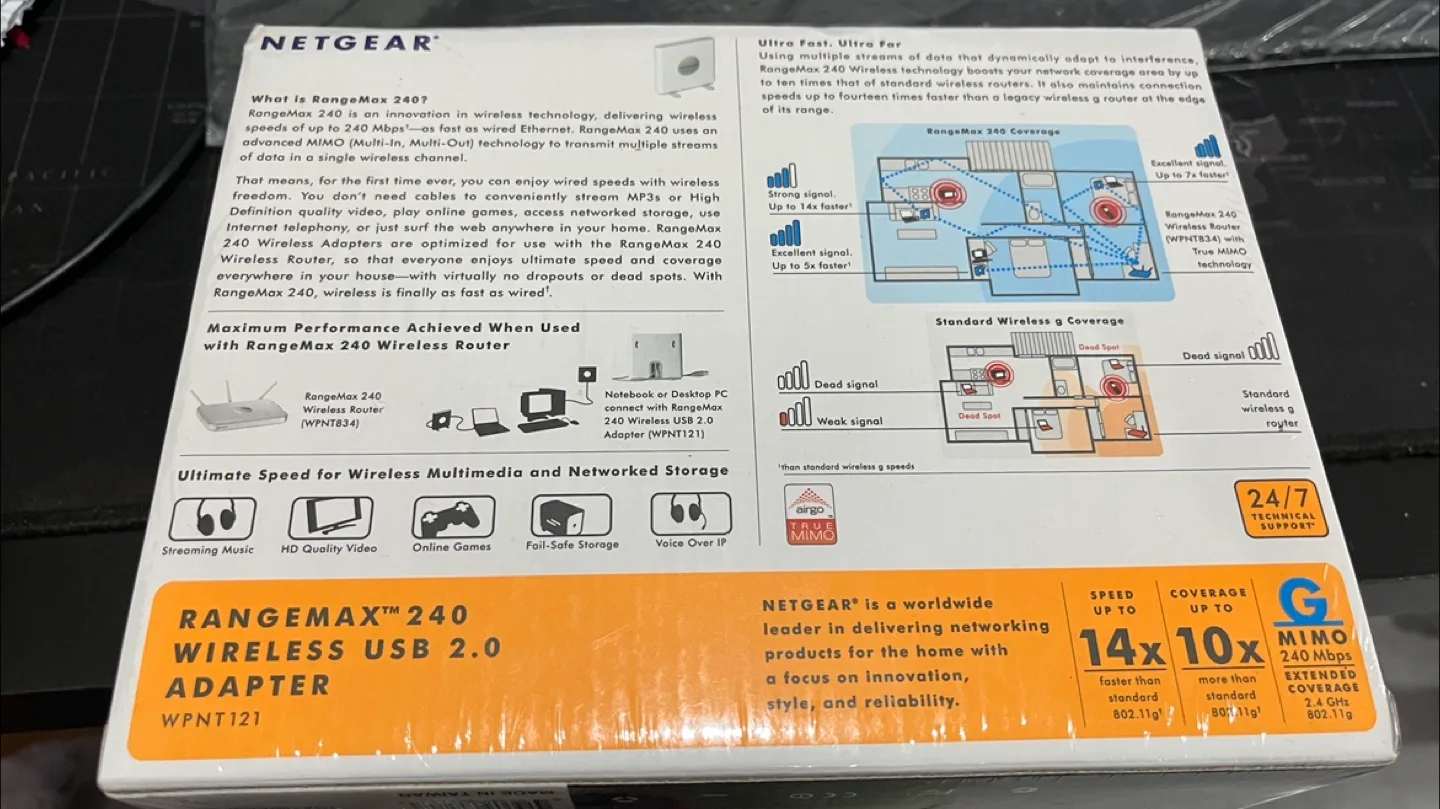 NETGEAR®
What is RangeMax 240?
RangeMax 240 is an innovation in wireless technology, delivering wireless
speeds of up to 240 Mbps†—as fast as wired Ethernet. RangeMax 240 uses an
advanced MIMO (Multi-In, Multi-Out) technology to transmit multiple streams
of data in a single wireless channel.
That means, for the first time ever, you can enjoy wired speeds with wireless
freedom. You don't need cables to conveniently stream MP3s or High
Definition quality video, play online games, access networked storage, use
Internet telephony, or just surf the web anywhere in your home. RangeMax
240 Wireless Adapters are optimized for use with the RangeMax 240
Wireless Router, so that everyone enjoys ultimate speed and coverage
everywhere in your house—with virtually no dropouts or dead spots. With
RangeMax 240, wireless is finally as fast as wired†.
Maximum Performance Achieved When Used
with RangeMax 240 Wireless Router
RangeMax 240
Wireless Router
(WPNT834)
Notebook or Desktop PC
connect with RangeMax
240 Wireless USB 2.0
Adapter (WPNT121)
Ultimate Speed for Wireless Multimedia and Networked Storage
Streaming Music
HD Quality Video
Online Games
Fail-Safe Storage
Voice Over IP
Ultra Fast. Ultra Far
Using multiple streams of data that dynamically adapt to interference,
RangeMax 240 Wireless technology boosts your network coverage area by up
to ten times that of standard wireless routers. It also maintains connection
speeds up to fourteen times faster than a legacy wireless g router at the edge
of its range.
RangeMax 240 Coverage
Strong signal.
Up to 14x faster†
Excellent signal.
Up to 5x faster†
Excellent signal.
Up to 7x faster†
RangeMax 240
Wireless Router
(WPNT834) with
True MIMO
technology
Standard Wireless g Coverage
Dead Spot
Dead Spot
Dead signal
Weak signal
Dead signal
Standard
wireless g
router
†than standard wireless g speeds
airgo™
TRUE
MIMO
24/7
TECHNICAL
SUPPORT*
RANGEMAX™ 240
WIRELESS USB 2.0
ADAPTER
WPNT121
NETGEAR® is a worldwide
leader in delivering networking
products for the home with
a focus on innovation,
style, and reliability.
SPEED
UP TO
14x
faster than
standard
802.11g†
COVERAGE
UP TO
10x
more than
standard
802.11g†
G
MIMO
240 Mbps
EXTENDED
COVERAGE
2.4 GHz
802.11g
MADE IN TAIWAN
PACIFIC